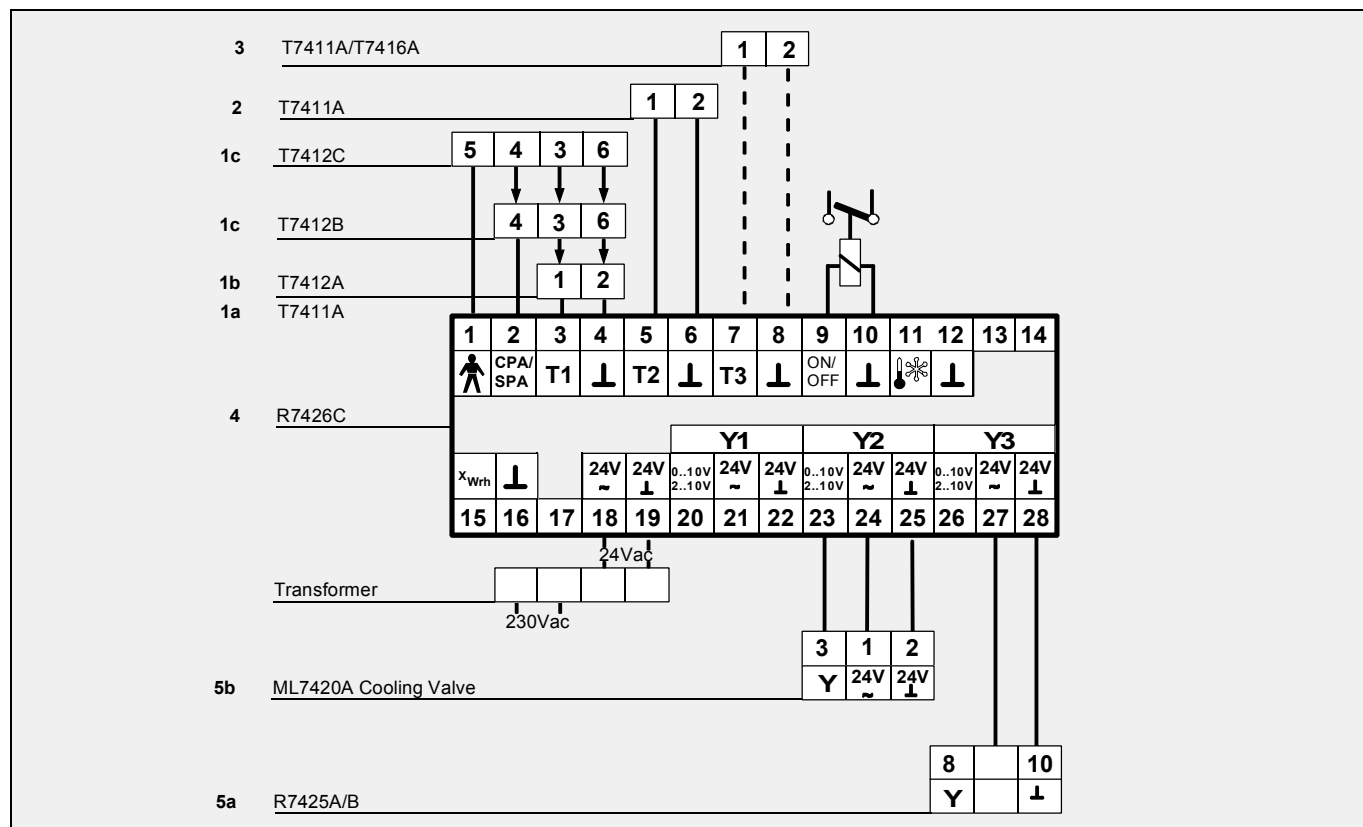 3 T7411A/T7416A 1 2
2 T7411A 1 2
1c T7412C 5 4 3 6
1c T7412B 4 3 6
1b T7412A 1 2
1a T7411A
1 2 3 4 5 6 7 8 9 10 11 12 13 14
CPA/ SPA T1 ⊥ T2 ⊥ T3 ⊥ ON/ OFF ⊥ ⊥
4 R7426C
Y1 Y2 Y3
XWrh ⊥ 24V ~ 24V ⊥ 0..10V 2..10V 24V ~ 24V ⊥ 0..10V 2..10V 24V ~ 24V ⊥ 0..10V 2..10V 24V ~ 24V ⊥
15 16 17 18 19 20 21 22 23 24 25 26 27 28
24Vac
Transformer
230Vac
3 1 2
5b ML7420A Cooling Valve Y 24V ~ 24V ⊥
8 10
5a R7425A/B Y ⊥